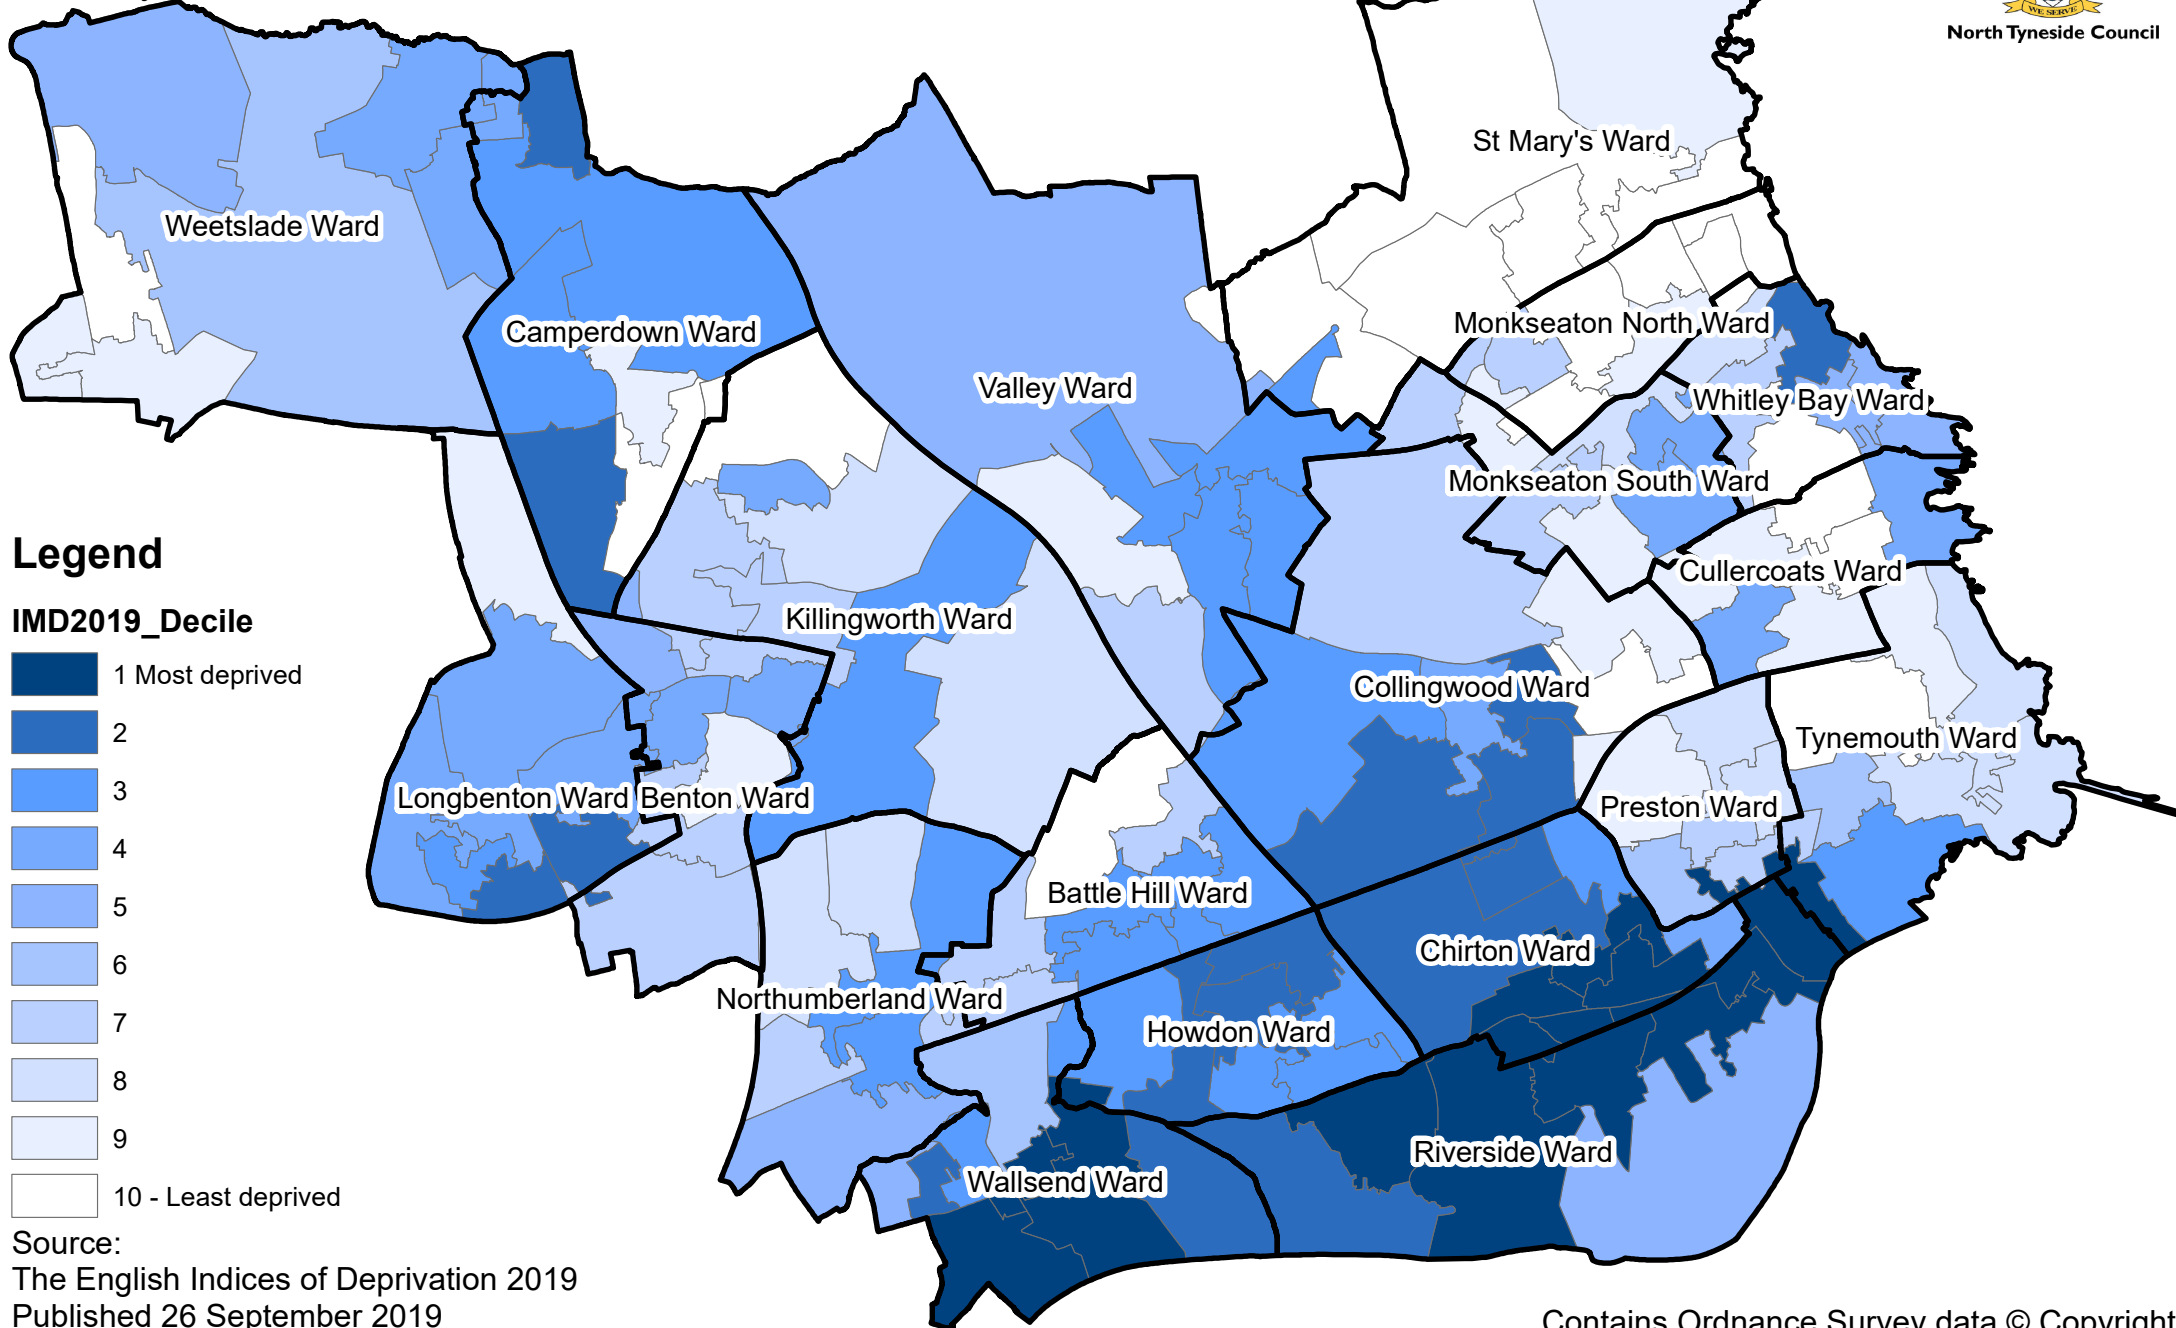 WE SERVE
North Tyneside Council
St Mary's Ward
Weetslade Ward
Camperdown Ward
Monkseaton North Ward
Valley Ward
Whitley Bay Ward
Monkseaton South Ward
Legend
Cullercoats Ward
IMD2019_Decile
Killingworth Ward
1 Most deprived
Collingwood Ward
2
Tynemouth Ward
3
Longbenton Ward
Benton Ward
Preston Ward
4
Battle Hill Ward
5
Chirton Ward
6
Northumberland Ward
7
Howdon Ward
8
9
Riverside Ward
Wallsend Ward
10 - Least deprived
Source:
The English Indices of Deprivation 2019
Published 26 September 2019
Contains Ordnance Survey data © Copyright